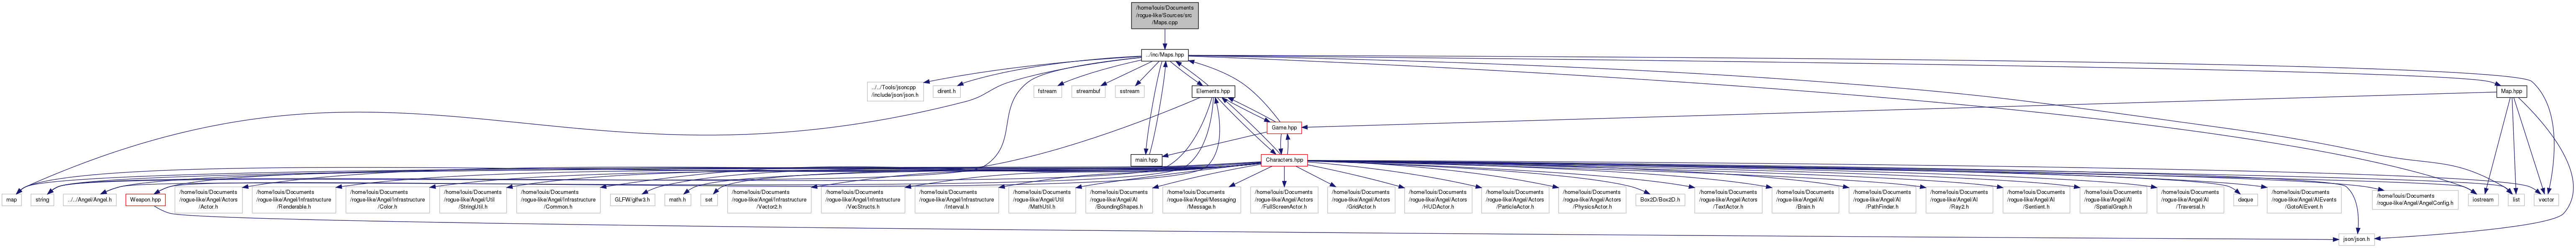 /home/louis/Documents
/rogue-like/Sources/src
/Maps.cpp
../inc/Maps.hpp
../../Tools/jsoncpp
/include/json/json.h
dirent.h
fstream
streambuf
sstream
Elements.hpp
Map.hpp
Game.hpp
main.hpp
Characters.hpp
map
string
../../Angel/Angel.h
Weapon.hpp
/home/louis/Documents
/rogue-like/Angel/Actors
/Actor.h
/home/louis/Documents
/rogue-like/Angel/Infrastructure
/Renderable.h
/home/louis/Documents
/rogue-like/Angel/Infrastructure
/Color.h
/home/louis/Documents
/rogue-like/Angel/Util
/StringUtil.h
/home/louis/Documents
/rogue-like/Angel/Infrastructure
/Common.h
GLFW/glfw3.h
math.h
set
/home/louis/Documents
/rogue-like/Angel/Infrastructure
/Vector2.h
/home/louis/Documents
/rogue-like/Angel/Infrastructure
/VecStructs.h
/home/louis/Documents
/rogue-like/Angel/Infrastructure
/Interval.h
/home/louis/Documents
/rogue-like/Angel/Util
/MathUtil.h
/home/louis/Documents
/rogue-like/Angel/AI
/BoundingShapes.h
/home/louis/Documents
/rogue-like/Angel/Messaging
/Message.h
/home/louis/Documents
/rogue-like/Angel/Actors
/FullScreenActor.h
/home/louis/Documents
/rogue-like/Angel/Actors
/GridActor.h
/home/louis/Documents
/rogue-like/Angel/Actors
/HUDActor.h
/home/louis/Documents
/rogue-like/Angel/Actors
/ParticleActor.h
/home/louis/Documents
/rogue-like/Angel/Actors
/PhysicsActor.h
Box2D/Box2D.h
/home/louis/Documents
/rogue-like/Angel/Actors
/TextActor.h
/home/louis/Documents
/rogue-like/Angel/AI
/Brain.h
/home/louis/Documents
/rogue-like/Angel/AI
/PathFinder.h
/home/louis/Documents
/rogue-like/Angel/AI
/Ray2.h
/home/louis/Documents
/rogue-like/Angel/AI
/Sentient.h
/home/louis/Documents
/rogue-like/Angel/AI
/SpatialGraph.h
/home/louis/Documents
/rogue-like/Angel/AI
/Traversal.h
deque
/home/louis/Documents
/rogue-like/Angel/AIEvents
/GotoAIEvent.h
/home/louis/Documents
/rogue-like/Angel/AngelConfig.h
iostream
list
vector
json/json.h